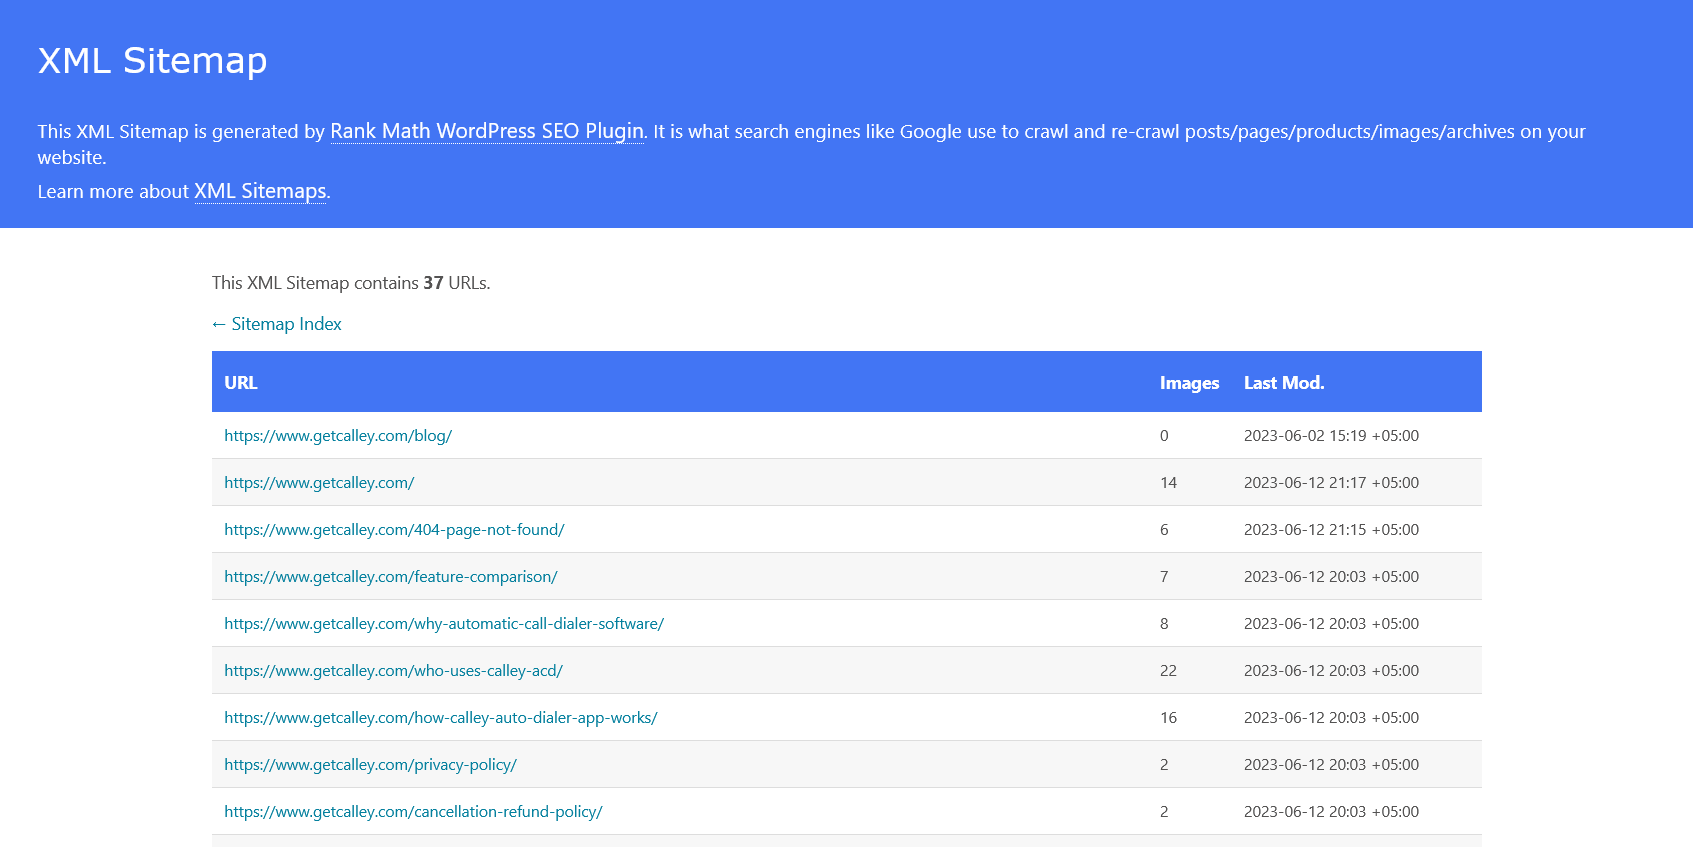 XML Sitemap
This XML Sitemap is generated by Rank Math WordPress SEO Plugin. It is what search engines like Google use to crawl and re-crawl posts/pages/products/images/archives on your
website.
Learn more about XML Sitemaps.
This XML Sitemap contains 37 URLs.
← Sitemap Index
URL Images Last Mod.
https://www.getcalley.com/blog/ 0 2023-06-02 15:19 +05:00
https://www.getcalley.com/ 14 2023-06-12 21:17 +05:00
https://www.getcalley.com/404-page-not-found/ 6 2023-06-12 21:15 +05:00
https://www.getcalley.com/feature-comparison/ 7 2023-06-12 20:03 +05:00
https://www.getcalley.com/why-automatic-call-dialer-software/ 8 2023-06-12 20:03 +05:00
https://www.getcalley.com/who-uses-calley-acd/ 22 2023-06-12 20:03 +05:00
https://www.getcalley.com/how-calley-auto-dialer-app-works/ 16 2023-06-12 20:03 +05:00
https://www.getcalley.com/privacy-policy/ 2 2023-06-12 20:03 +05:00
https://www.getcalley.com/cancellation-refund-policy/ 2 2023-06-12 20:03 +05:00